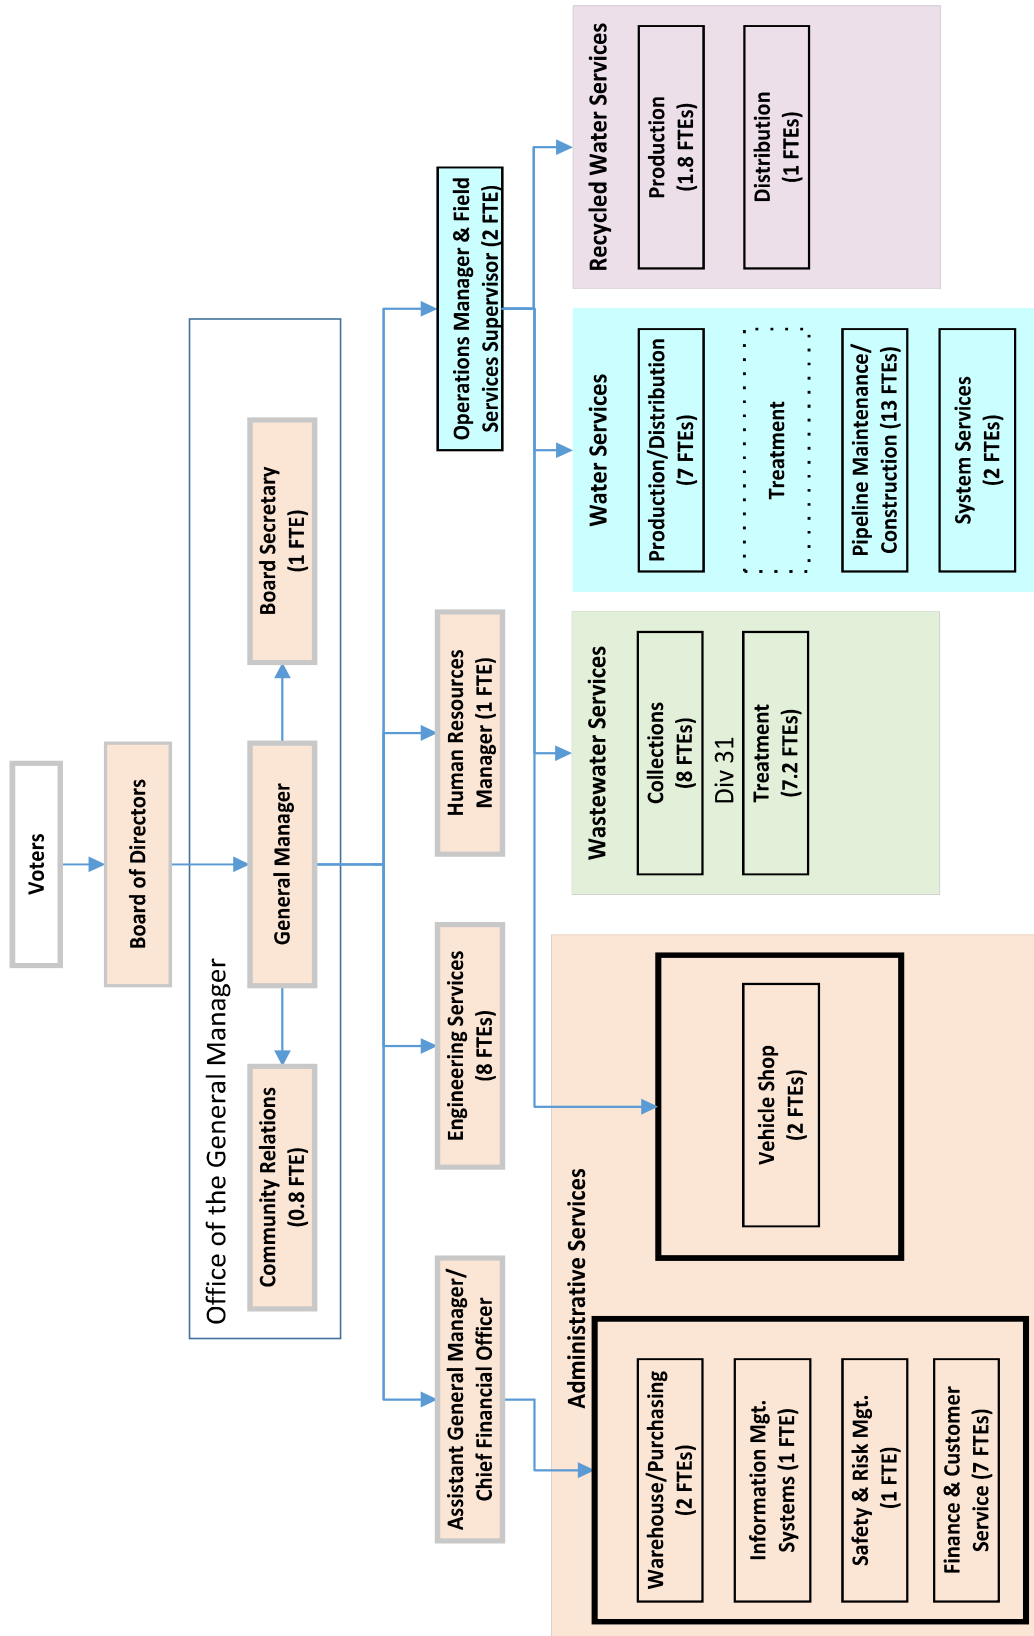 Voters
Board of Directors
Office of the General Manager
Community Relations
(0.8 FTE)
General Manager
Board Secretary
(1 FTE)
Assistant General Manager/
Chief Financial Officer
Engineering Services
(8 FTEs)
Human Resources
Manager (1 FTE)
Operations Manager & Field
Services Supervisor (2 FTE)
Administrative Services
Warehouse/Purchasing
(2 FTEs)
Information Mgt.
Systems (1 FTE)
Safety & Risk Mgt.
(1 FTE)
Finance & Customer
Service (7 FTEs)
Vehicle Shop
(2 FTEs)
Wastewater Services
Collections
(8 FTEs)
Div 31
Treatment
(7.2 FTEs)
Water Services
Production/Distribution
(7 FTEs)
Treatment
Pipeline Maintenance/
Construction (13 FTEs)
System Services
(2 FTEs)
Recycled Water Services
Production
(1.8 FTEs)
Distribution
(1 FTEs)